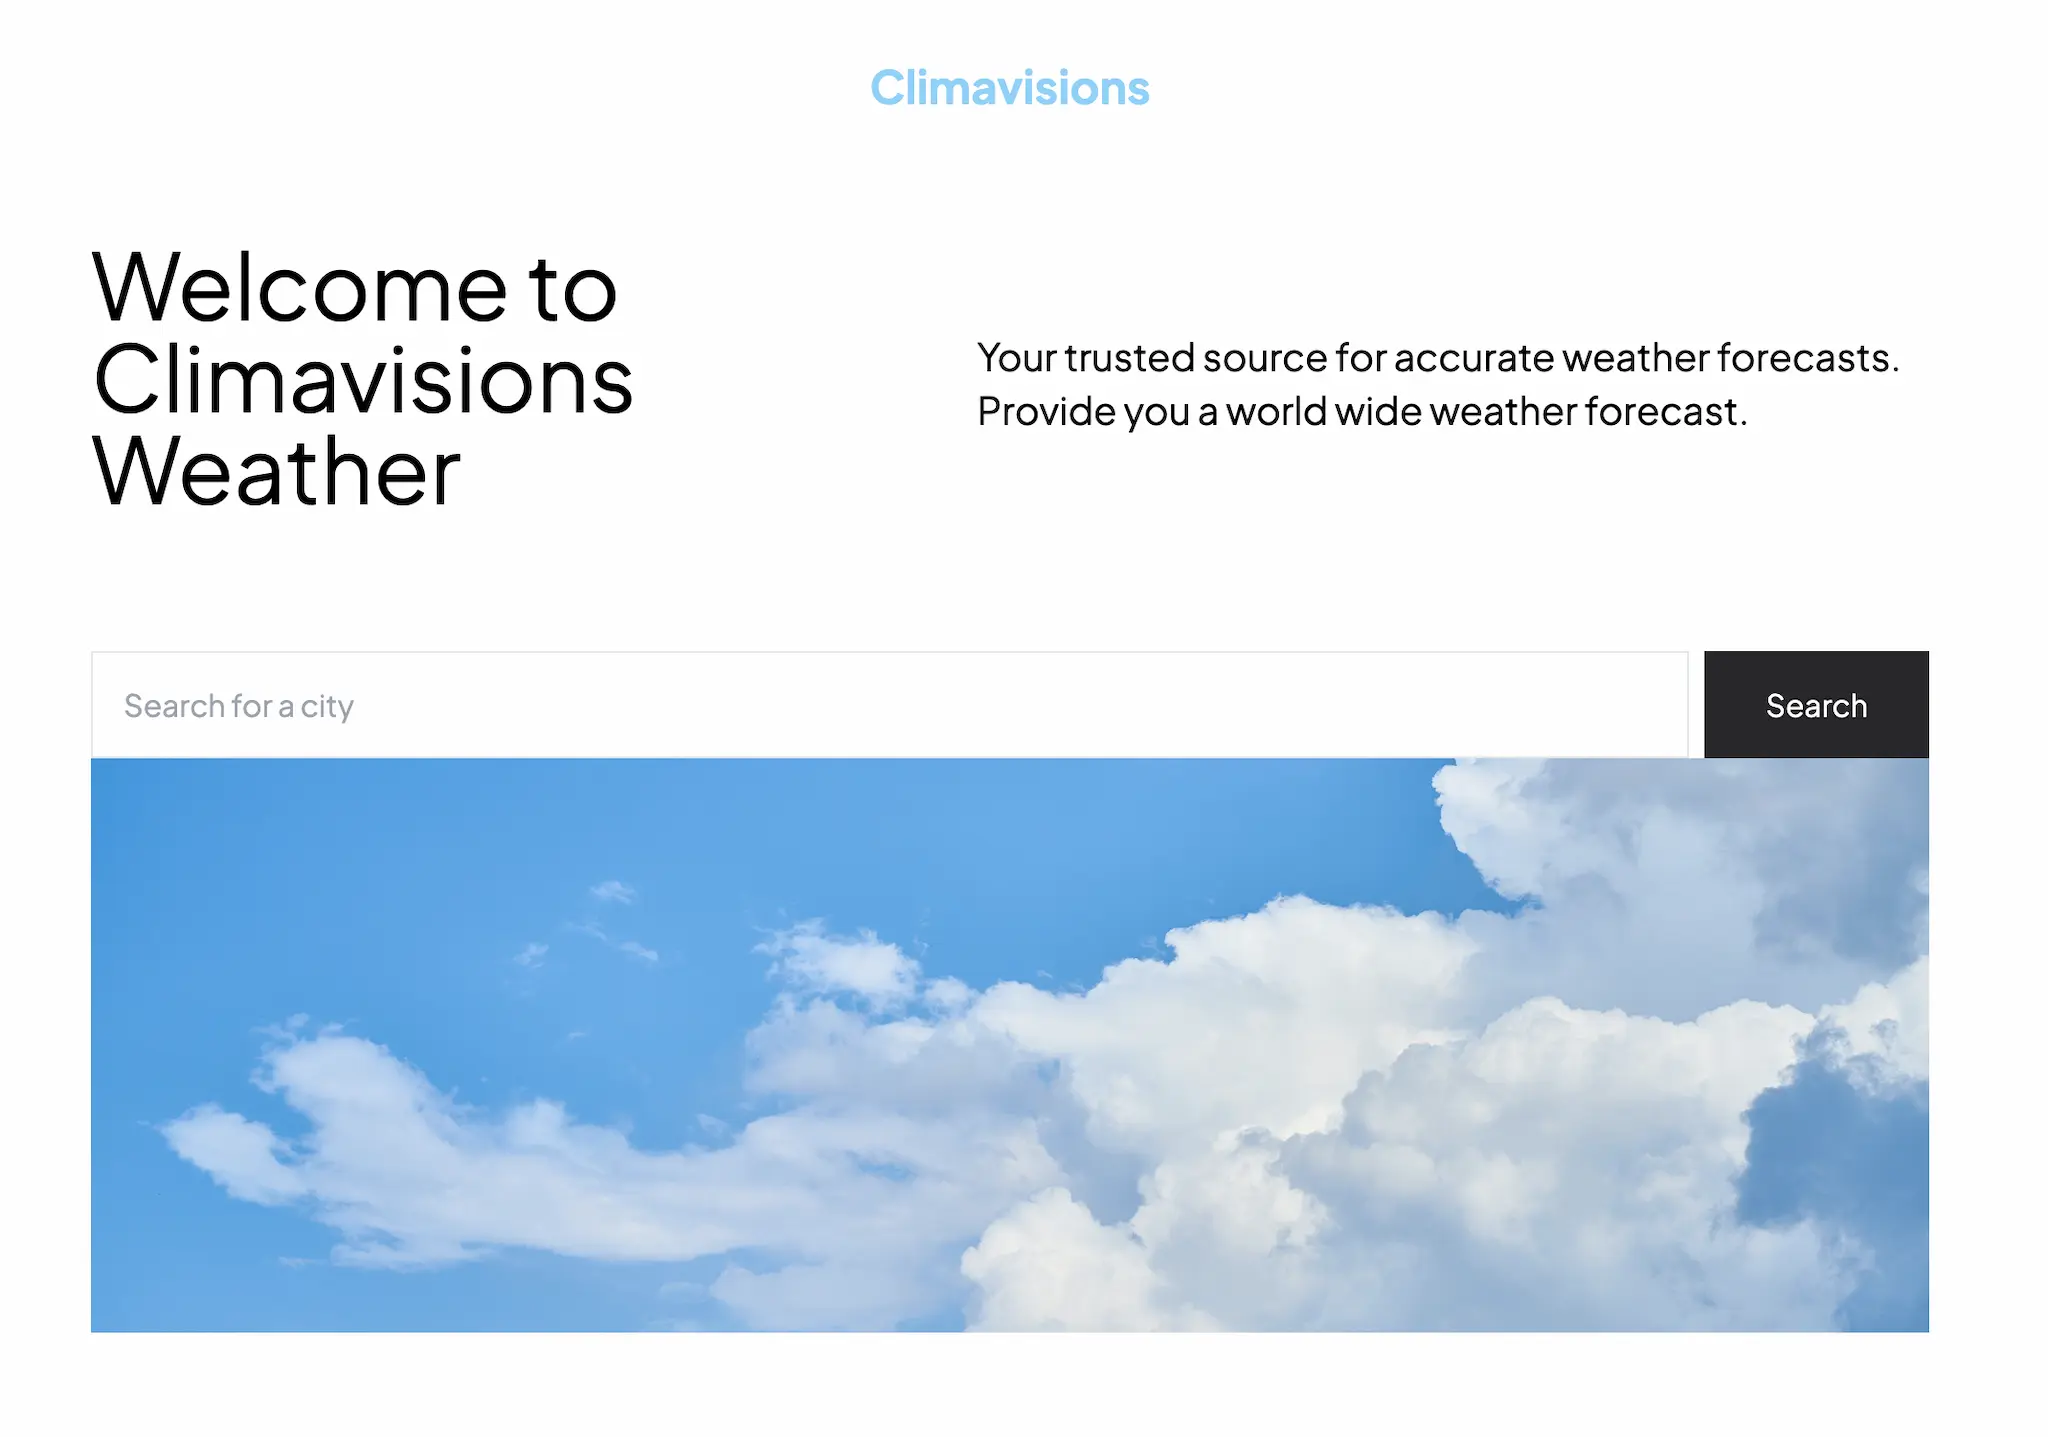 Climavisions
Welcome to
Climavisions
Weather
Your trusted source for accurate weather forecasts.
Provide you a world wide weather forecast.
Search for a city
Search